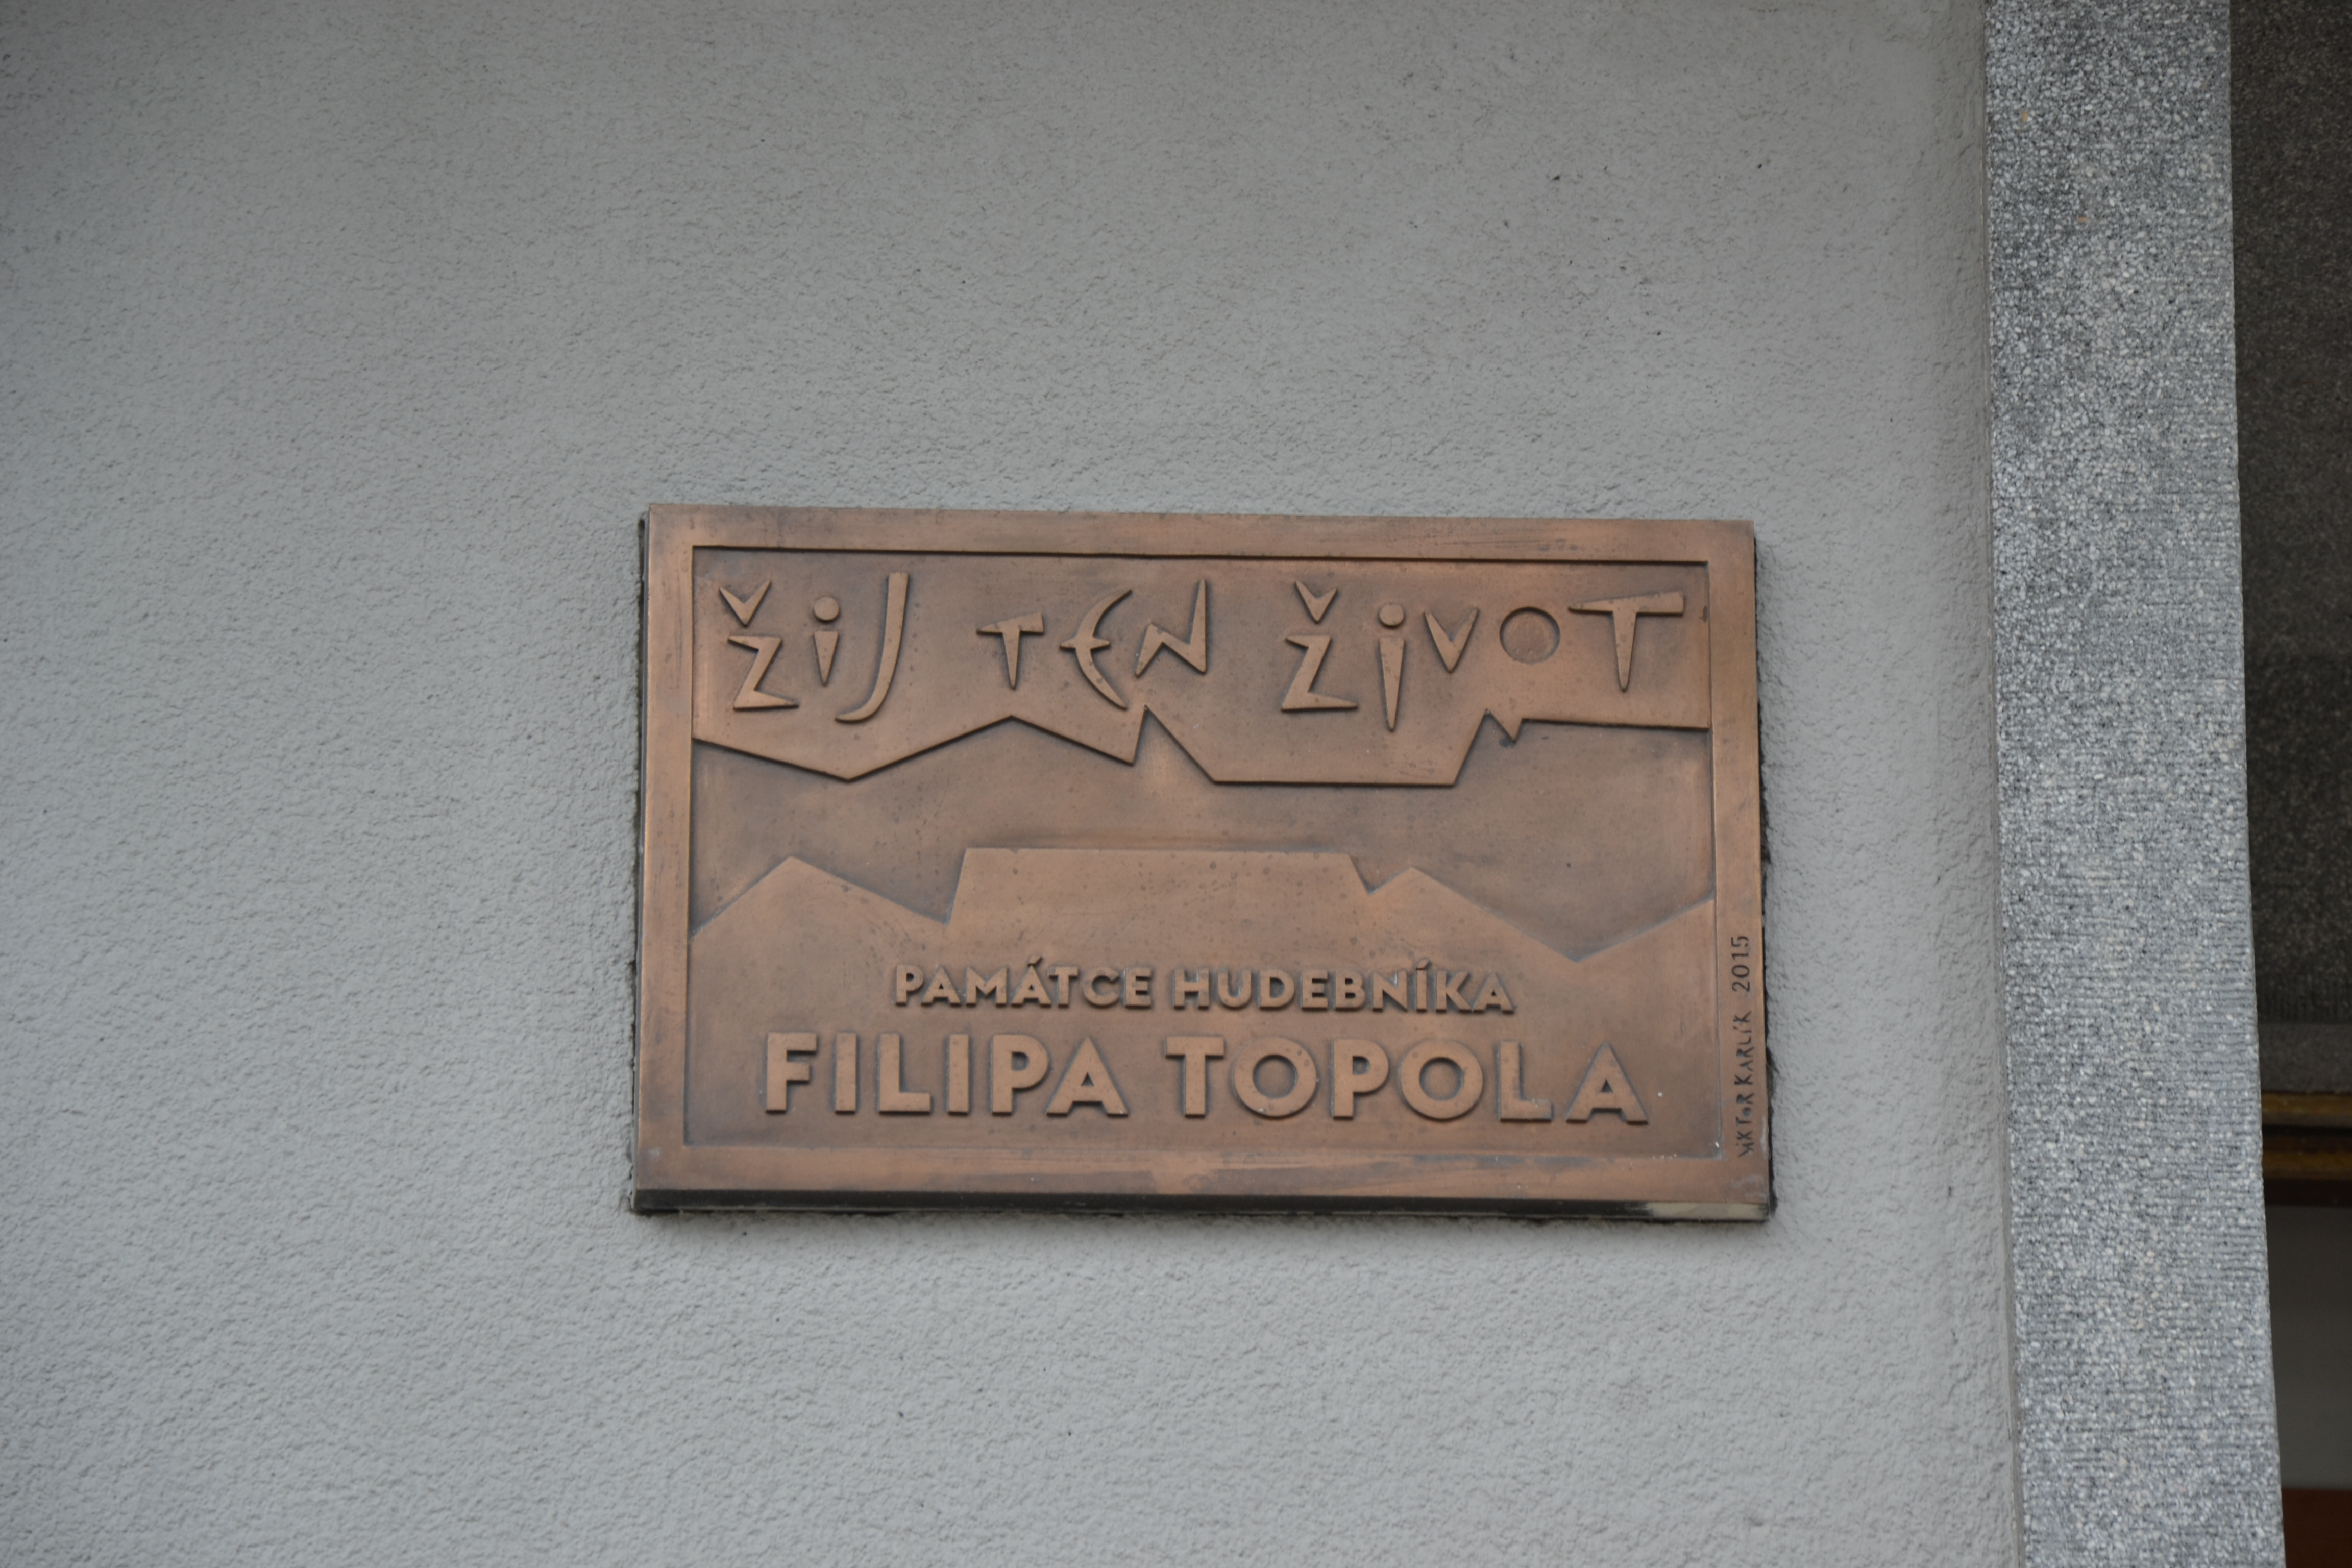 ŽiJ TEN ŽiVOT
PAMÁTCE HUDEBNÍKA
FILIPA TOPOLA
ViKToR KARLíK 2015